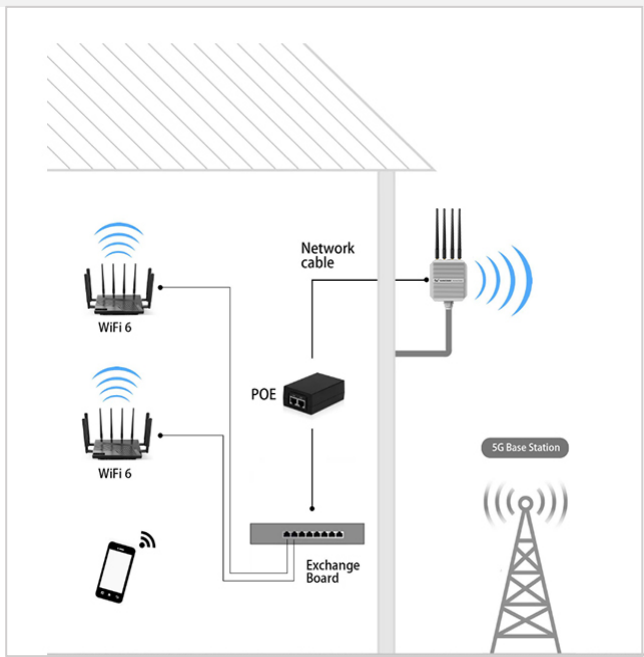 Network
cable
WiFi 6
POE
5G Base Station
WiFi 6
Exchange
Board